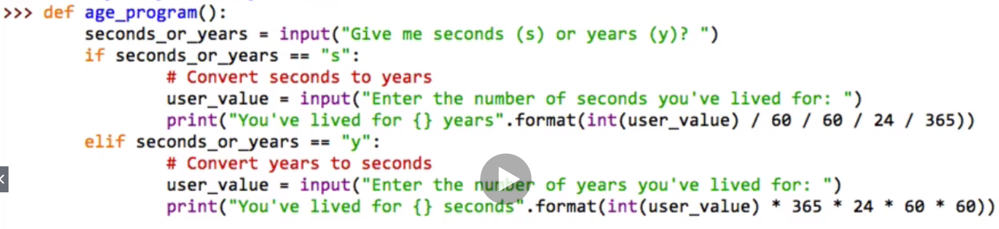 >>> def age_program():
        seconds_or_years = input("Give me seconds (s) or years (y)? ")
        if seconds_or_years == "s":
                # Convert seconds to years
                user_value = input("Enter the number of seconds you've lived for: ")
                print("You've lived for {} years".format(int(user_value) / 60 / 60 / 24 / 365))
        elif seconds_or_years == "y":
                # Convert years to seconds
                user_value = input("Enter the number of years you've lived for: ")
                print("You've lived for {} seconds".format(int(user_value) * 365 * 24 * 60 * 60))